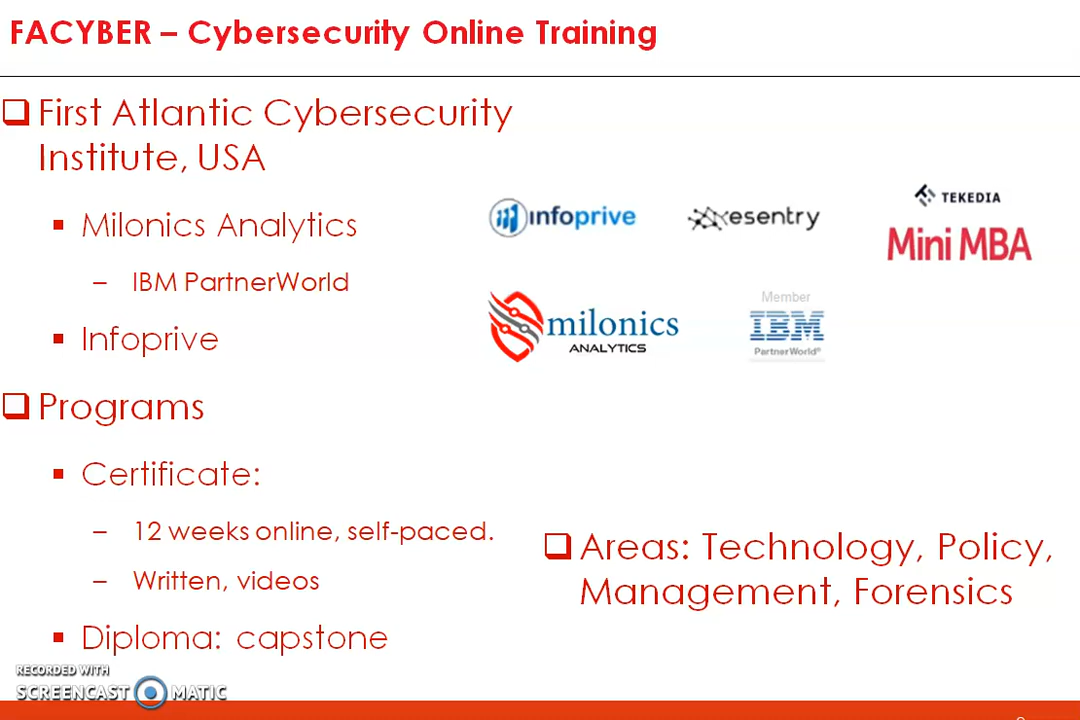 FACYBER – Cybersecurity Online Training
First Atlantic Cybersecurity
Institute, USA
Milonics Analytics
– IBM PartnerWorld
Infoprive
Programs
Certificate:
– 12 weeks online, self-paced.
– Written, videos
Diploma: capstone
infoprive
esentry
TEKEDIA
Mini MBA
milonics
ANALYTICS
Member
IBM
PartnerWorld®
Areas: Technology, Policy,
Management, Forensics
RECORDED WITH
SCREENCAST MATIC